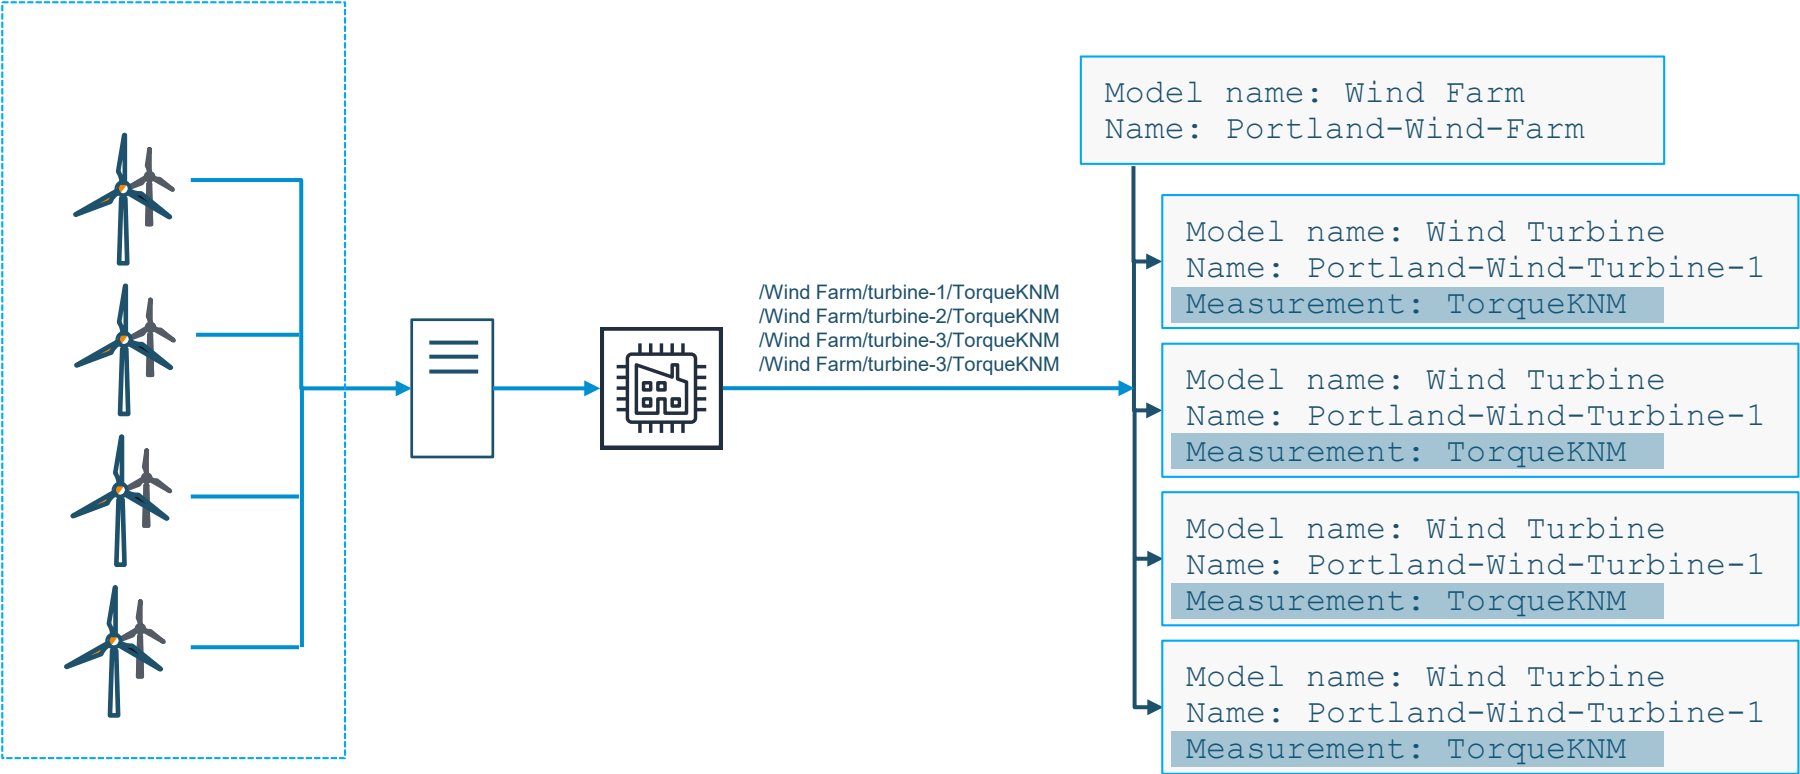 Model name: Wind Farm
Name: Portland-Wind-Farm
Model name: Wind Turbine
Name: Portland-Wind-Turbine-1
Measurement: TorqueKNM
/Wind Farm/turbine-1/TorqueKNM
/Wind Farm/turbine-2/TorqueKNM
/Wind Farm/turbine-3/TorqueKNM
/Wind Farm/turbine-3/TorqueKNM
Model name: Wind Turbine
Name: Portland-Wind-Turbine-1
Measurement: TorqueKNM
Model name: Wind Turbine
Name: Portland-Wind-Turbine-1
Measurement: TorqueKNM
Model name: Wind Turbine
Name: Portland-Wind-Turbine-1
Measurement: TorqueKNM